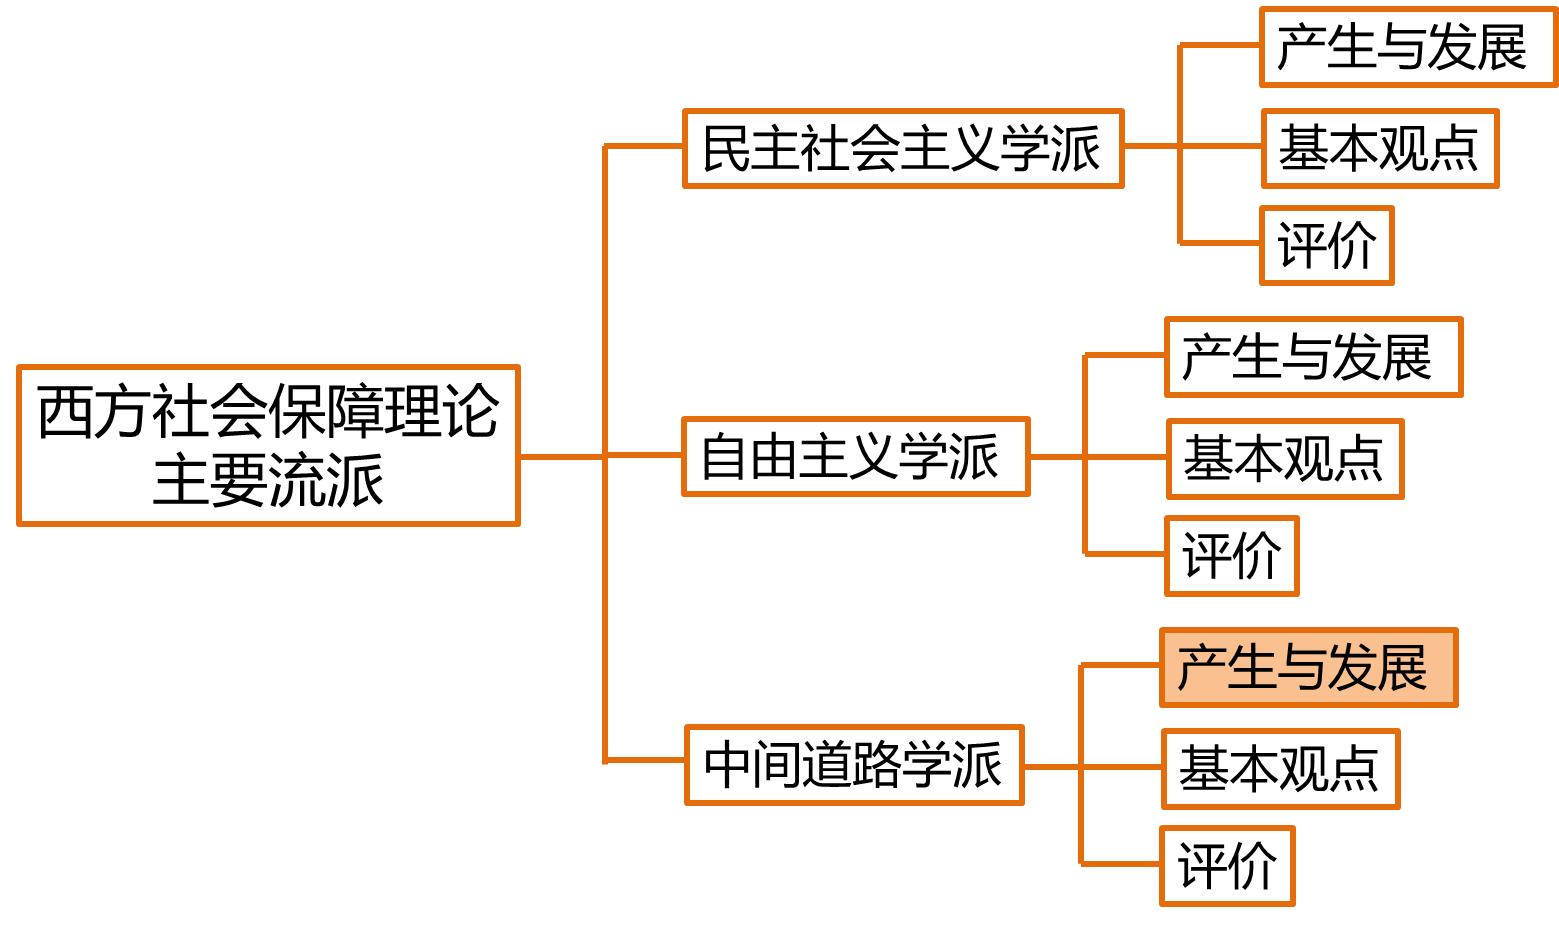 西方社会保障理论
主要流派
民主社会主义学派
产生与发展
基本观点
评价
自由主义学派
产生与发展
基本观点
评价
中间道路学派
产生与发展
基本观点
评价